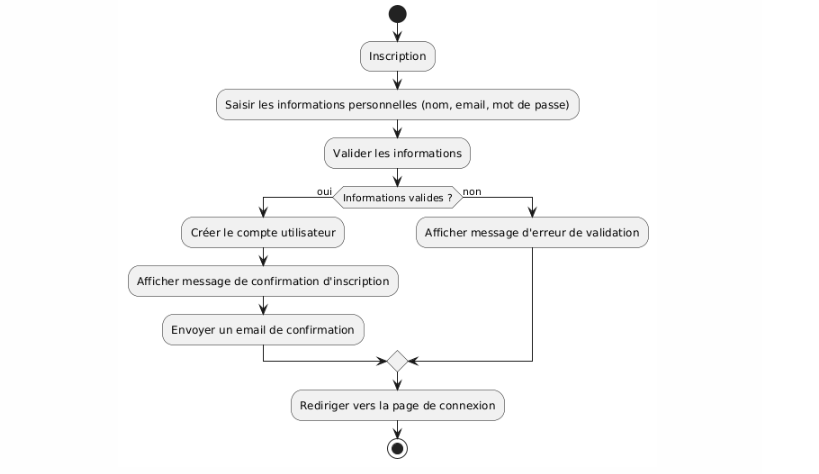 Inscription
Saisir les informations personnelles (nom, email, mot de passe)
Valider les informations
oui
Informations valides ?
non
Créer le compte utilisateur
Afficher message d'erreur de validation
Afficher message de confirmation d'inscription
Envoyer un email de confirmation
Rediriger vers la page de connexion